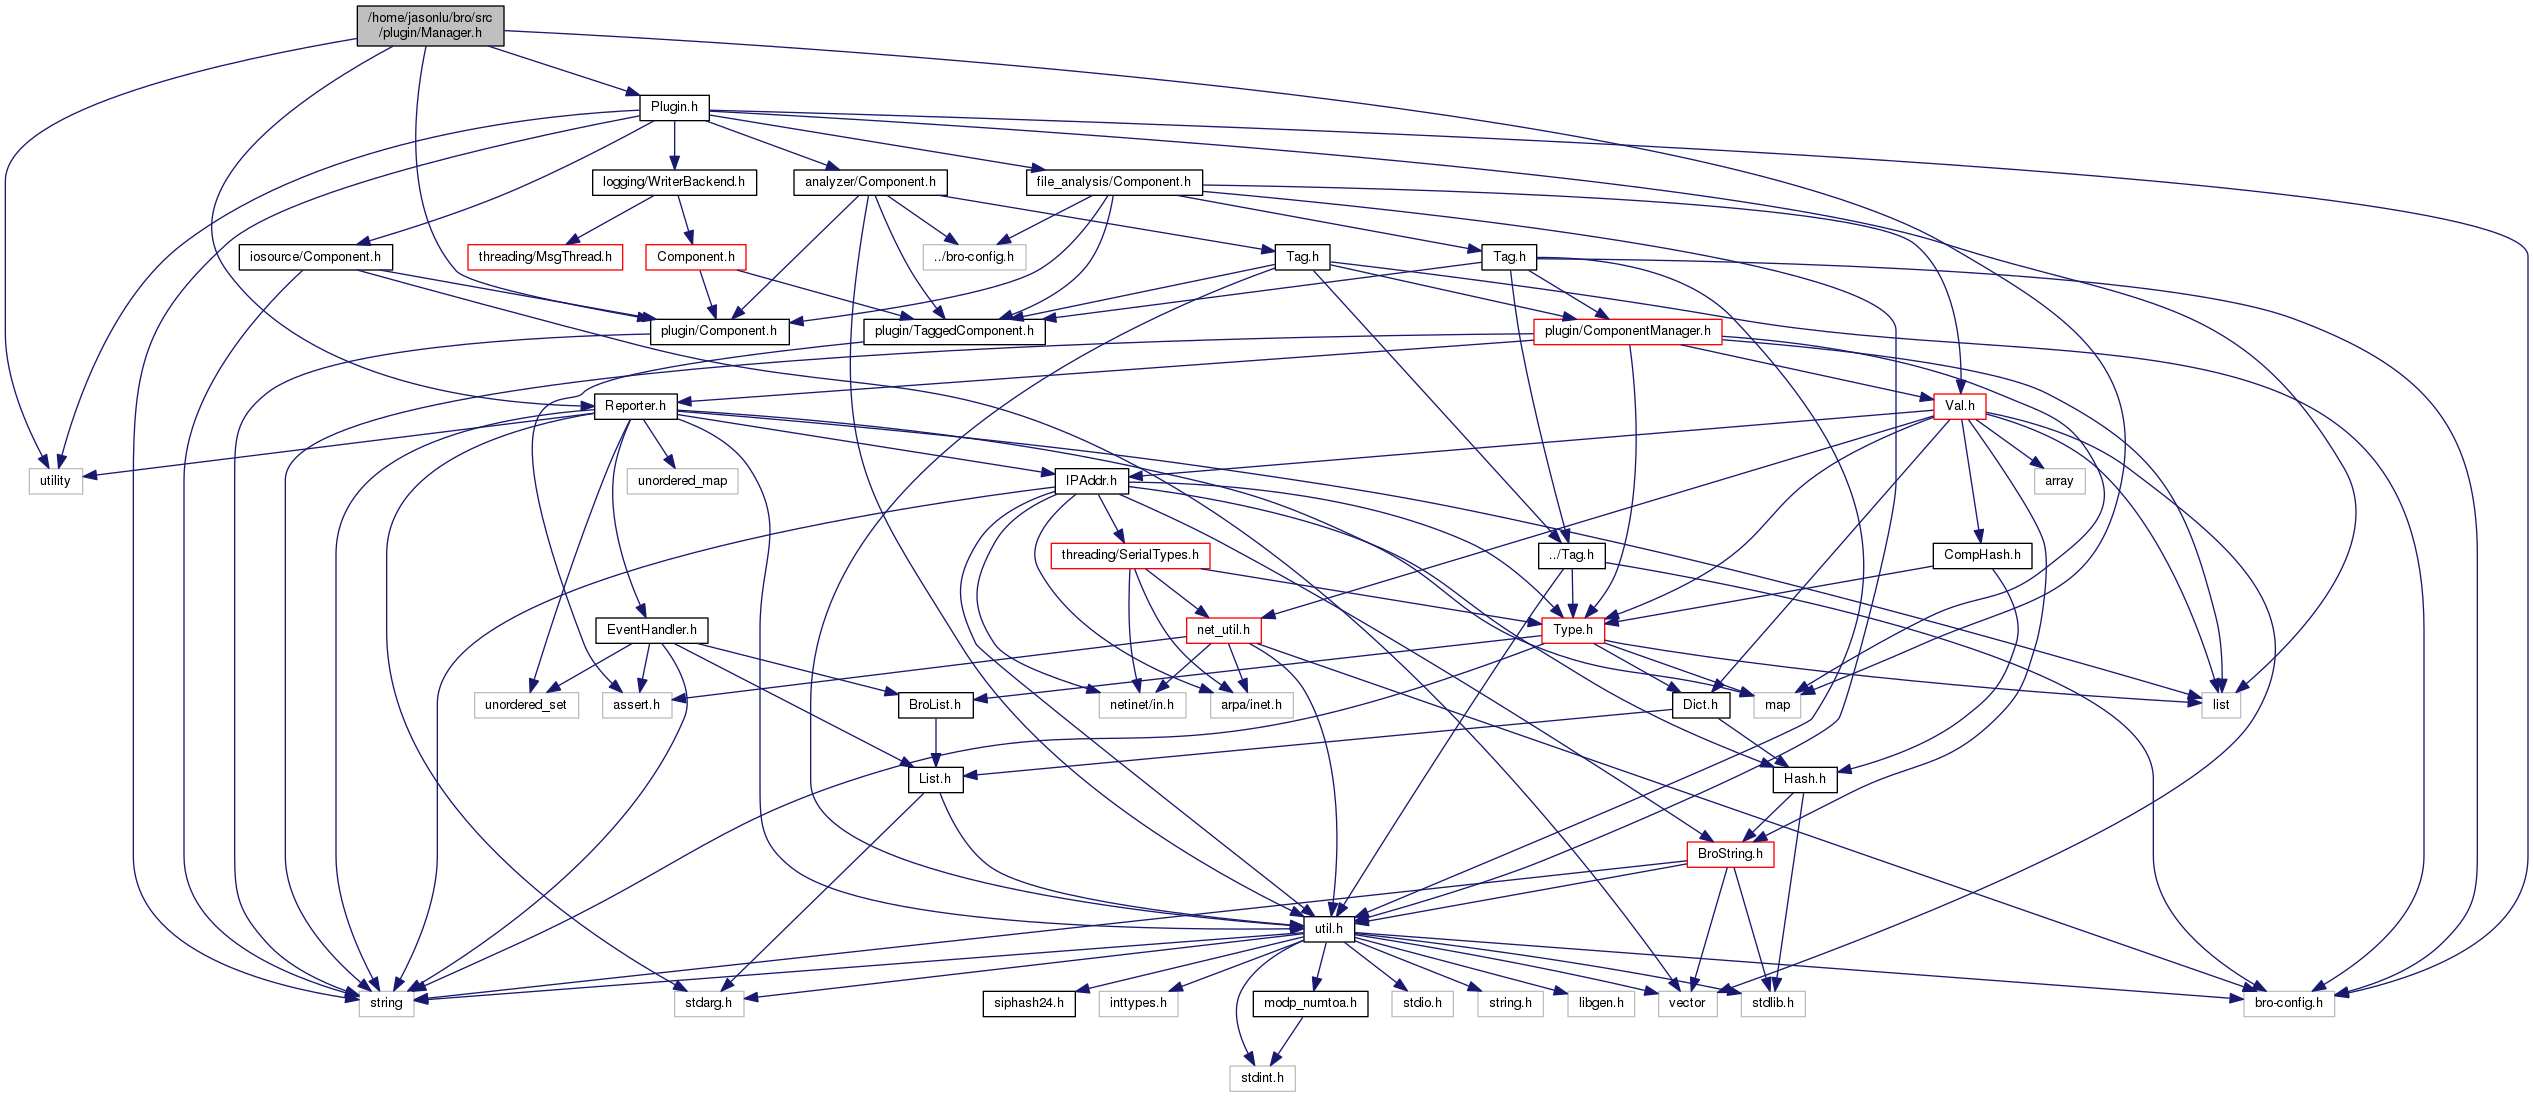 /home/jasonlu/bro/src
/plugin/Manager.h
Plugin.h
logging/WriterBackend.h
analyzer/Component.h
file_analysis/Component.h
iosource/Component.h
threading/MsgThread.h
Component.h
../bro-config.h
Tag.h
Tag.h
plugin/Component.h
plugin/TaggedComponent.h
plugin/ComponentManager.h
Reporter.h
Val.h
utility
unordered_map
IPAddr.h
array
threading/SerialTypes.h
../Tag.h
CompHash.h
EventHandler.h
net_util.h
Type.h
unordered_set
assert.h
BroList.h
netinet/in.h
arpa/inet.h
Dict.h
map
list
List.h
Hash.h
BroString.h
util.h
string
stdarg.h
siphash24.h
inttypes.h
modp_numtoa.h
stdio.h
string.h
libgen.h
vector
stdlib.h
bro-config.h
stdint.h